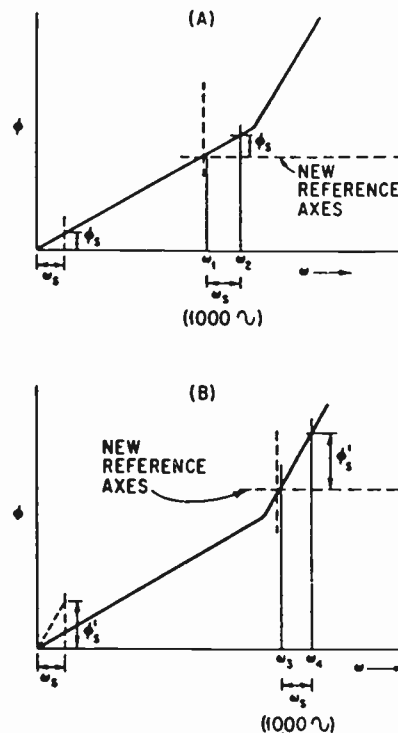 (A)
ϕ
ϕs
NEW
REFERENCE
AXES
ϕs
ωs
ω1
ω2
ω
ωs
(1000 ∿)
(B)
NEW
REFERENCE
AXES
ϕ's
ϕ
ϕ's
ωs
ω3
ω4
ω
ωs
(1000 ∿)